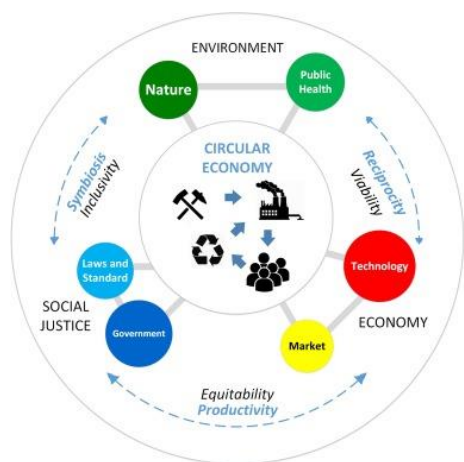 ENVIRONMENT
Nature
Public
Health
CIRCULAR
ECONOMY
Symbiosis
Inclusivity
Reciprocity
Viability
Laws and
Standard
Technology
SOCIAL
JUSTICE
Government
Market
ECONOMY
Equitability
Productivity